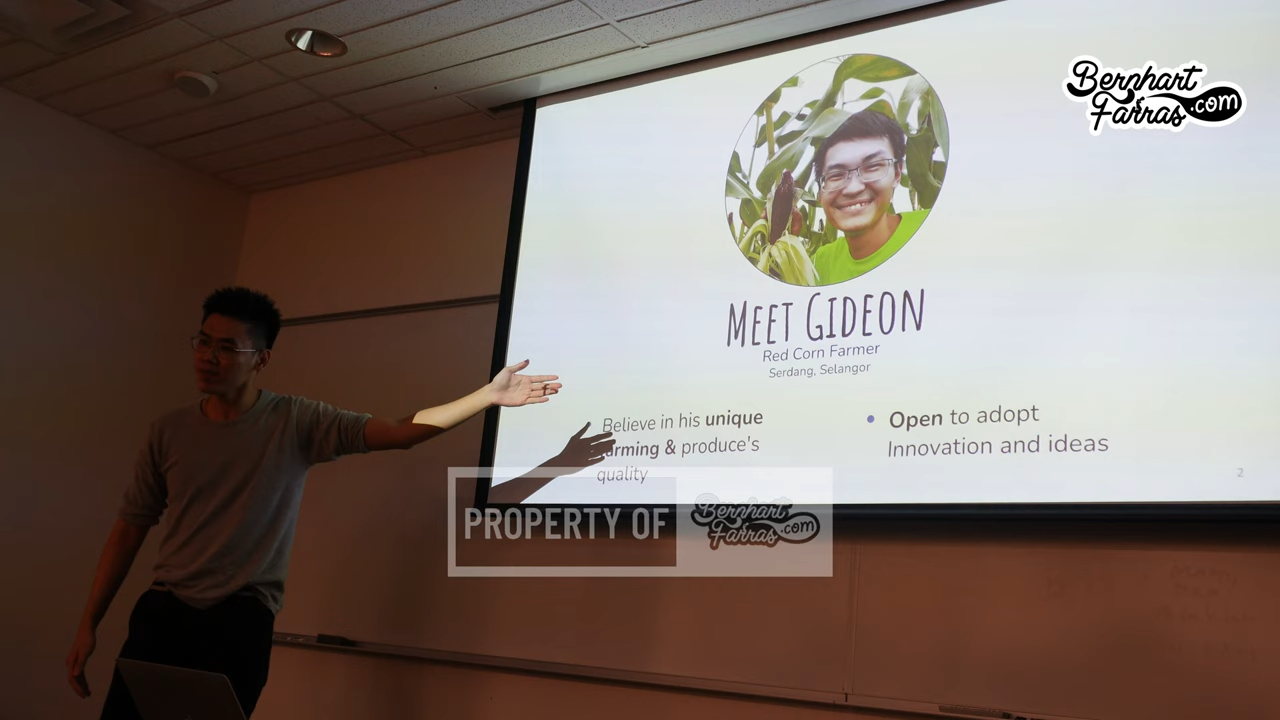 Bernhart
& Farras .com
MEET GIDEON
Red Corn Farmer
Serdang, Selangor
Believe in his unique
arming & produce's
quality
Open to adopt
Innovation and ideas
2
PROPERTY OF
Bernhart
& Farras .com